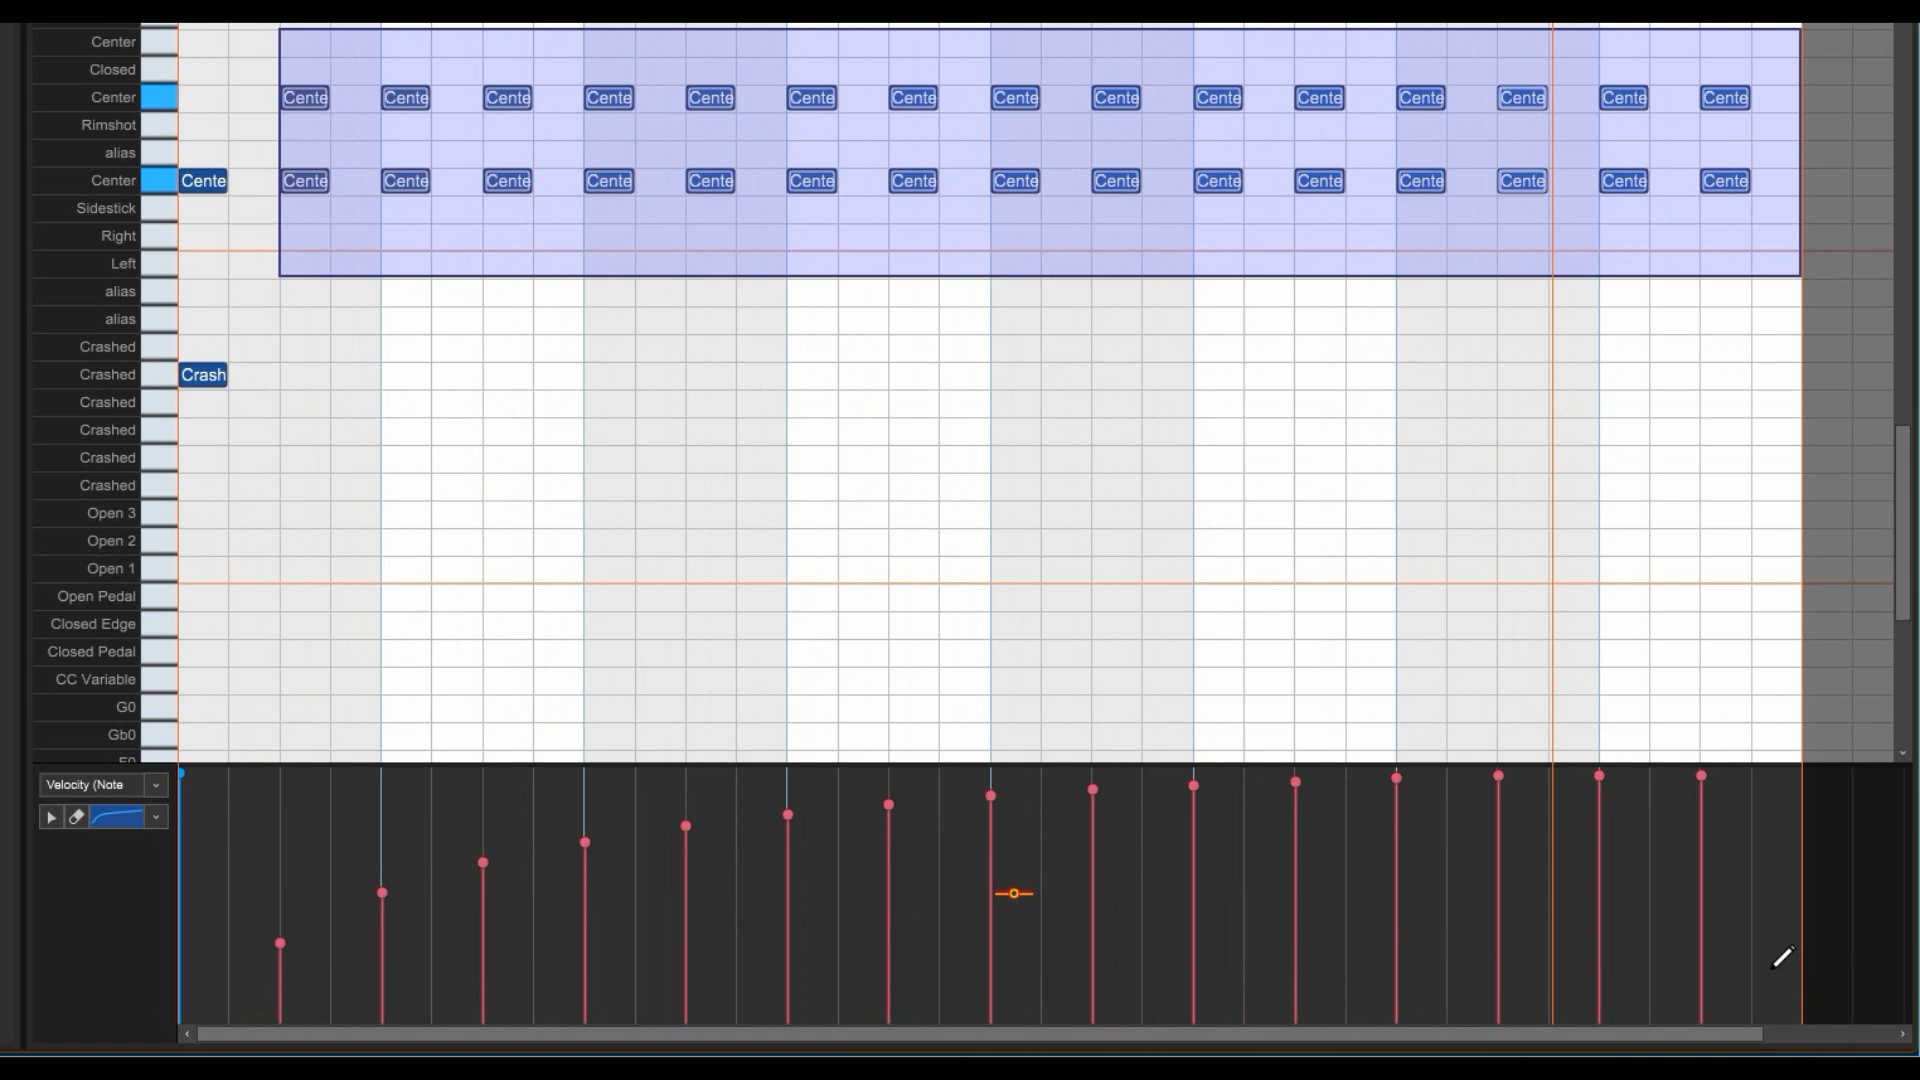 Center
Closed
Center Cente Cente Cente Cente Cente Cente Cente Cente Cente Cente Cente Cente Cente Cente Cente
Rimshot
alias
Center Cente Cente Cente Cente Cente Cente Cente Cente Cente Cente Cente Cente Cente Cente Cente Cente
Sidestick
Right
Left
alias
alias
Crashed
Crashed Crash
Crashed
Crashed
Crashed
Crashed
Open 3
Open 2
Open 1
Open Pedal
Closed Edge
Closed Pedal
CC Variable
G0
Gb0
Velocity (Note